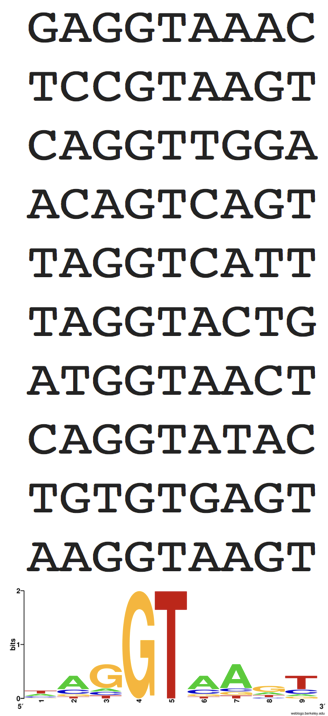 GAGGTAAAC
TCCGTAAGT
CAGGTTGGA
ACAGTCAGT
TAGGTCATT
TAGGTACTG
ATGGTAACT
CAGGTATAC
TGTGTGAGT
AAGGTAAGT
2
bits
1
0
5′ 1 2 3 4 5 6 7 8 9 3′
T A G G T A A G T
weblogo.berkeley.edu